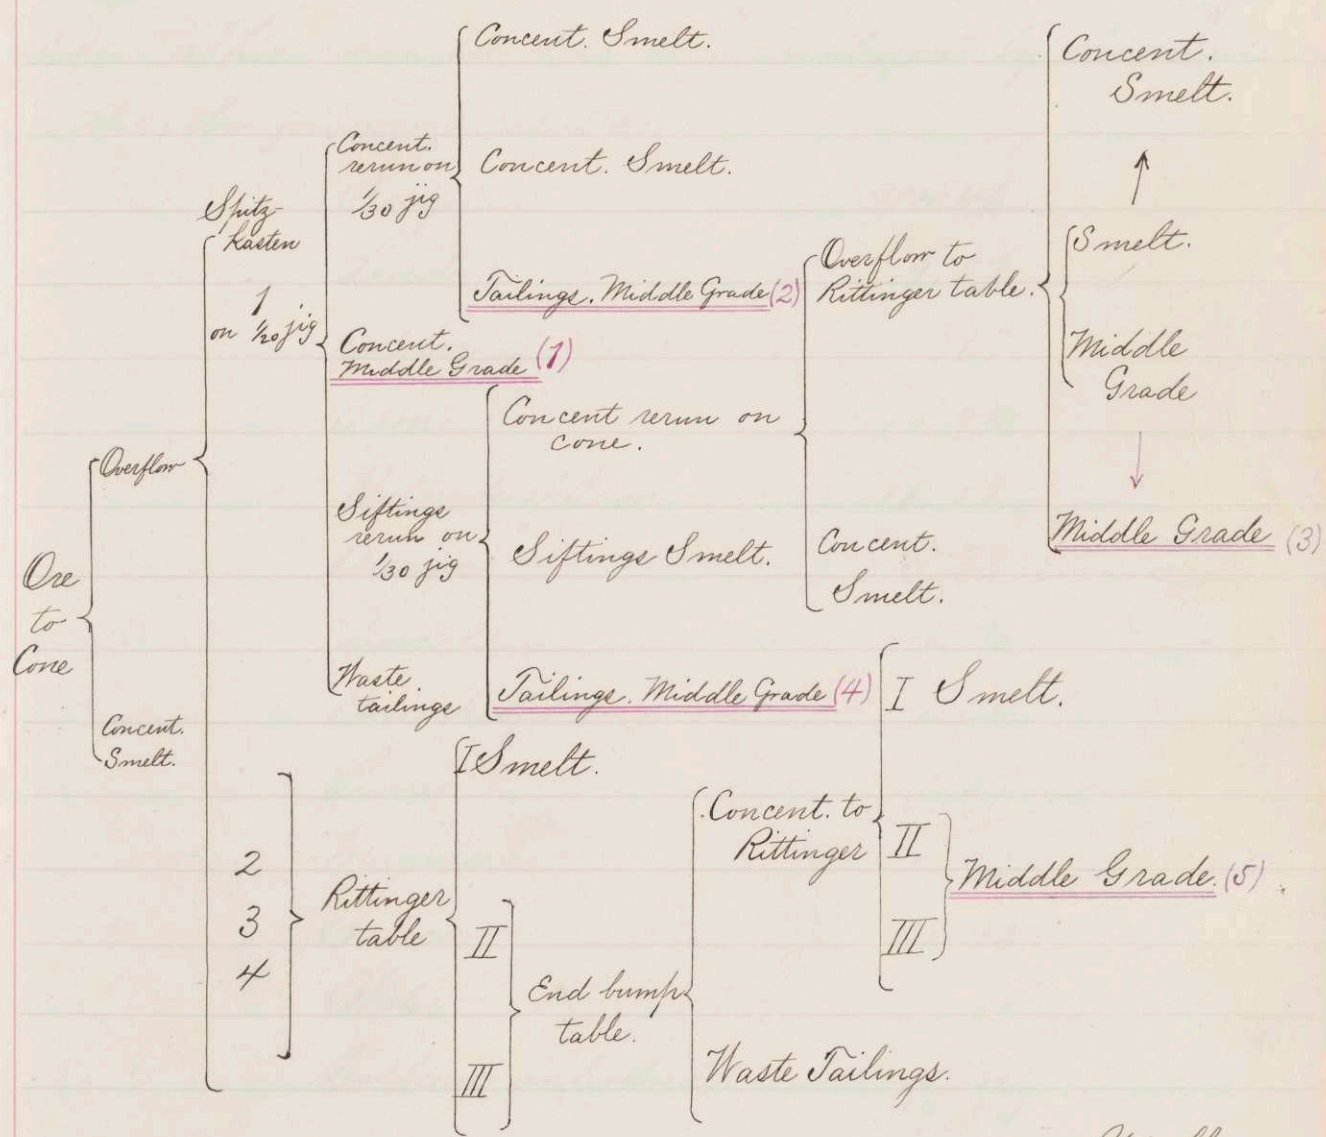 Ore
to
Cone
Overflow
Concent.
Smelt.
Spitz-
kasten
1
on 1/20 jig
2
3
4
Concent.
rerun on
1/30 jig
Concent.
Middle Grade (1)
Siftings
rerun on
1/30 jig
Waste
tailings
Concent. Smelt.
Concent. Smelt.
Tailings. Middle Grade (2)
Concent rerun on
cone.
Siftings Smelt.
Tailings. Middle Grade (4)
Overflow to
Rittinger table.
Concent.
Smelt.
Concent.
Smelt.
Smelt.
Middle
Grade
Middle Grade (3)
Rittinger
table
I Smelt.
II
III
End bump
table.
Concent. to
Rittinger
Waste Tailings.
I Smelt.
II
III
Middle Grade. (5)